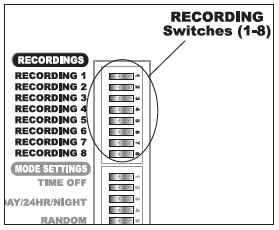 RECORDING
Switches (1-8)
RECORDINGS
RECORDING 1
RECORDING 2
RECORDING 3
RECORDING 4
RECORDING 5
RECORDING 6
RECORDING 7
RECORDING 8
MODE SETTINGS
TIME OFF
AY/24HR/NIGHT
RANDOM